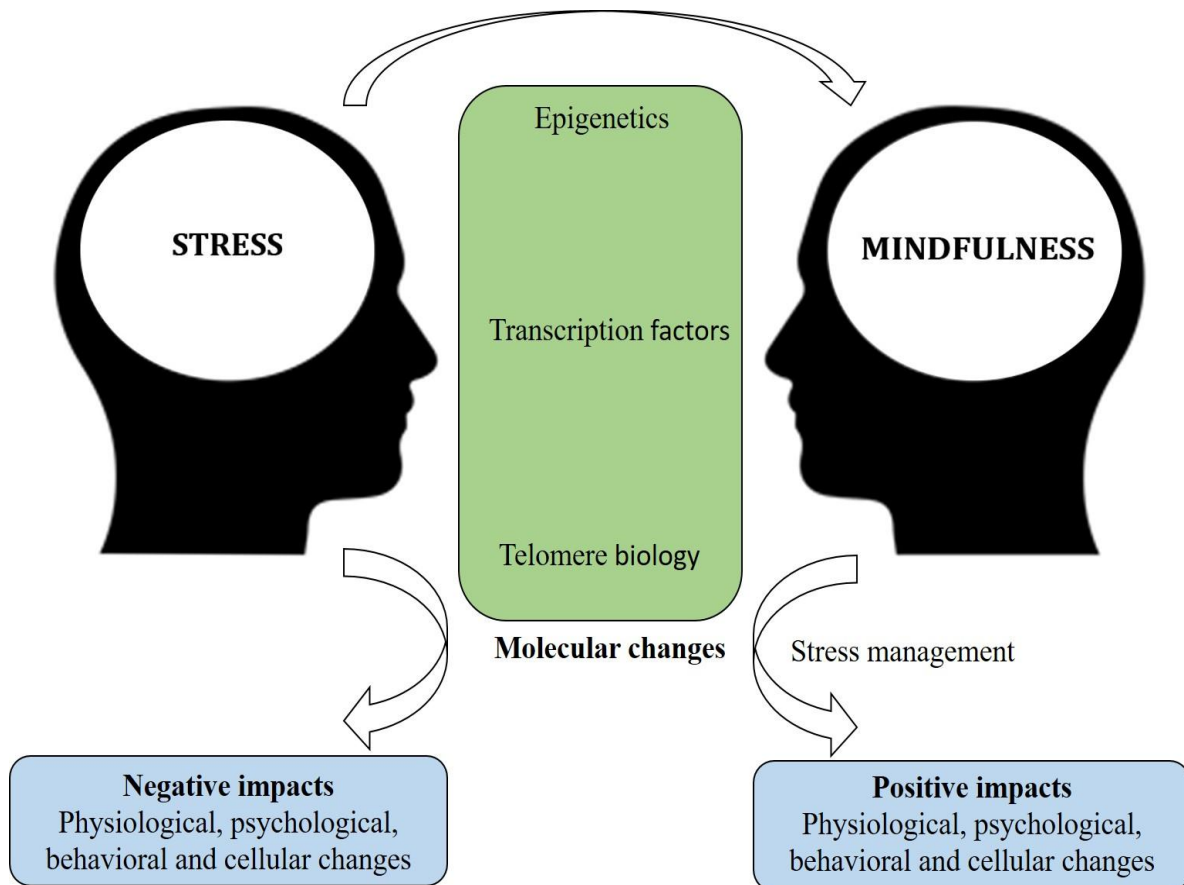 Epigenetics
STRESS
MINDFULNESS
Transcription factors
Telomere biology
Molecular changes
Stress management
Negative impacts
Physiological, psychological,
behavioral and cellular changes
Positive impacts
Physiological, psychological,
behavioral and cellular changes